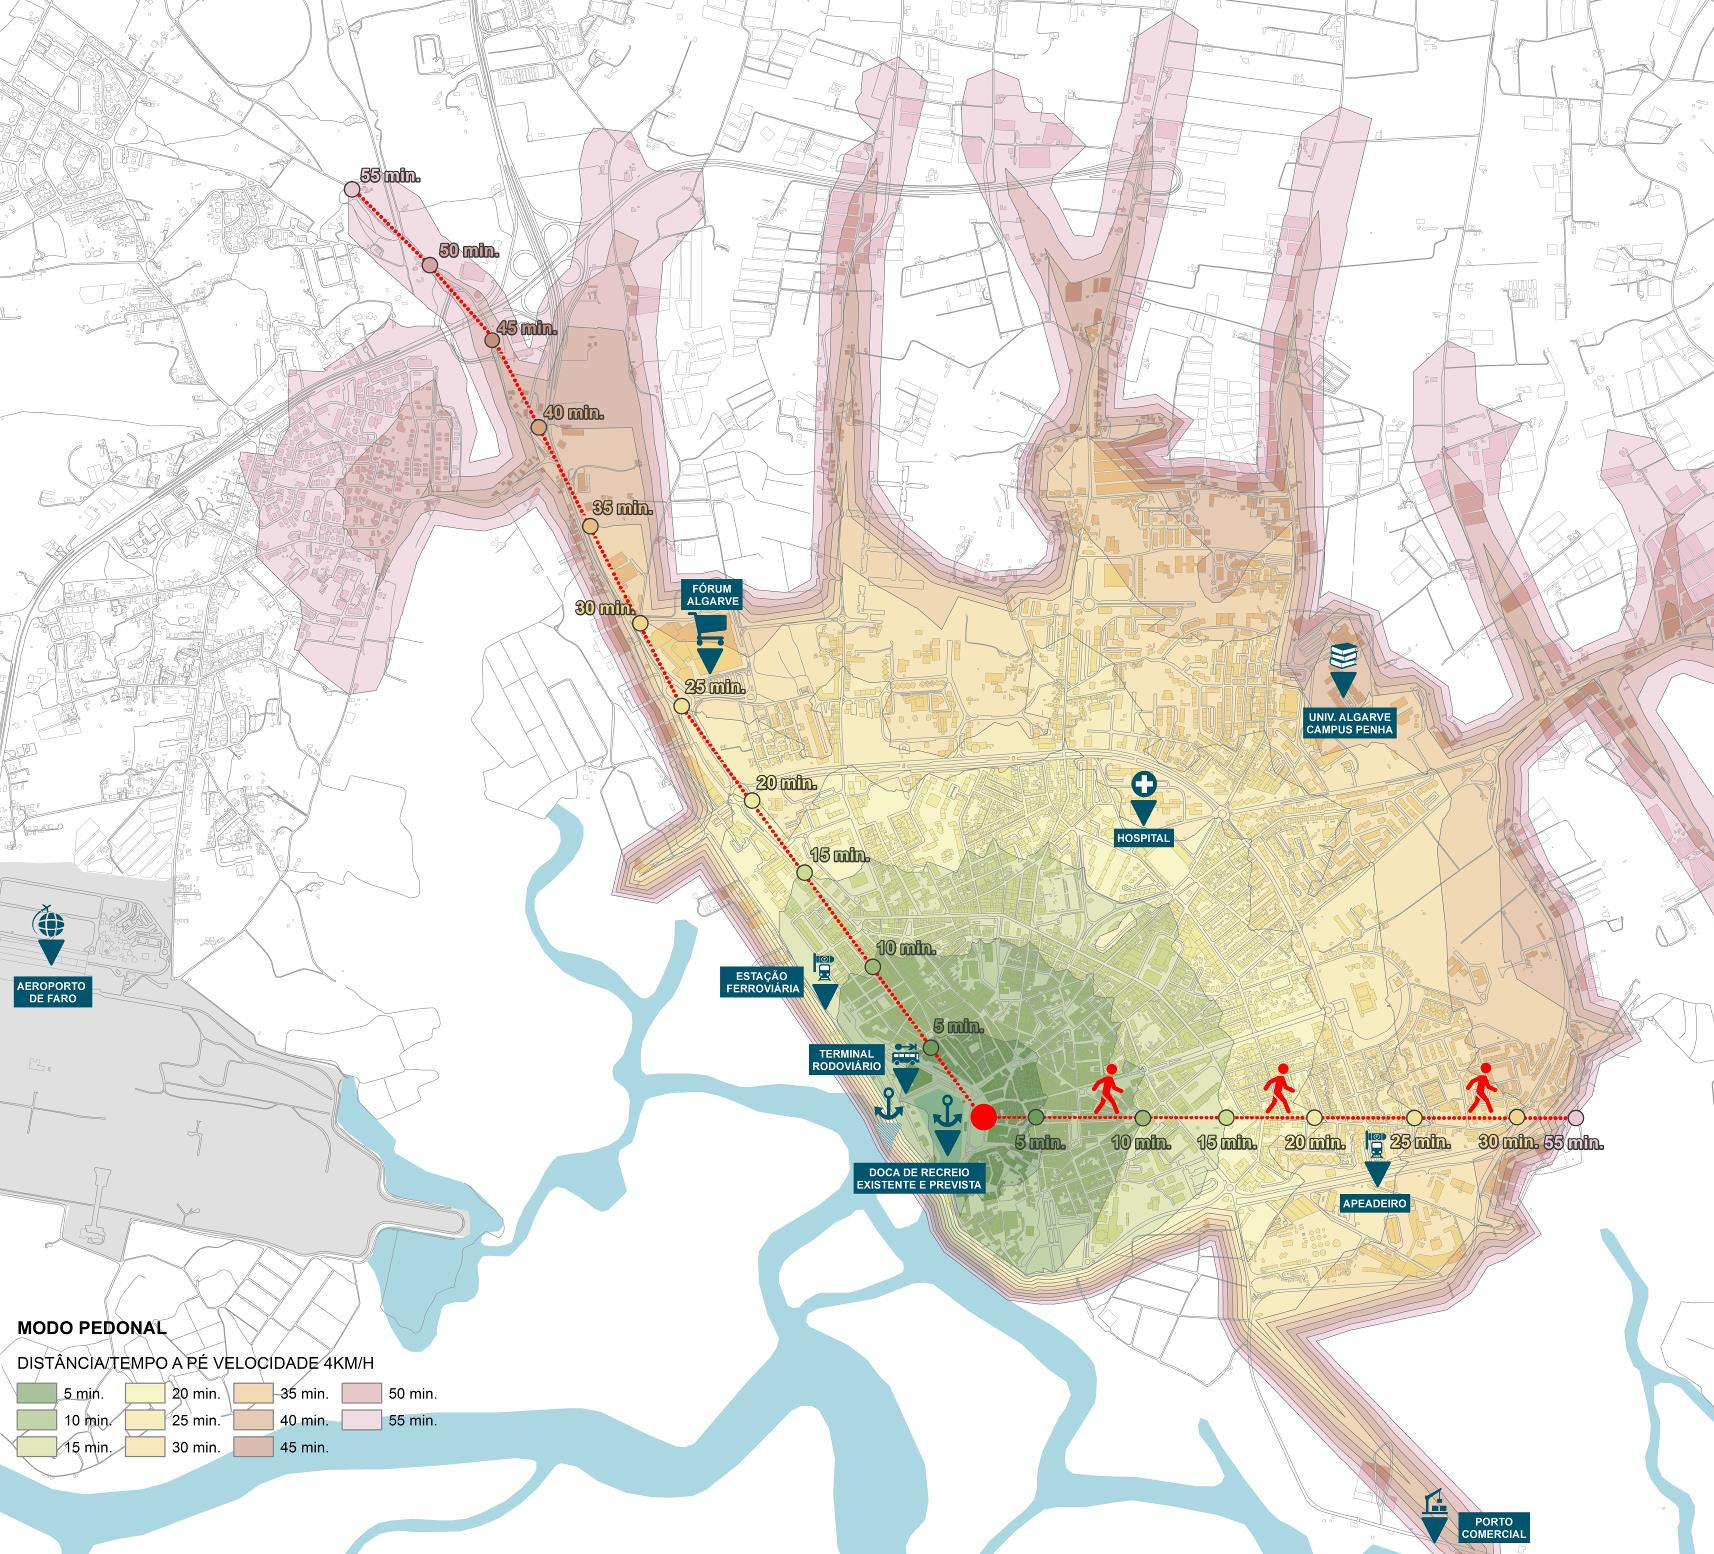 55 min.
50 min.
45 min.
40 min.
35 min.
30 min.
FÓRUM
ALGARVE
25 min.
UNIV. ALGARVE
CAMPUS PENHA
20 min.
HOSPITAL
15 min.
10 min.
ESTAÇÃO
FERROVIÁRIA
AEROPORTO
DE FARO
5 min.
TERMINAL
RODOVIÁRIO
5 min.
10 min.
15 min.
20 min.
25 min.
30 min.
55 min.
DOCA DE RECREIO
EXISTENTE E PREVISTA
APEADEIRO
MODO PEDONAL
DISTÂNCIA/TEMPO A PÉ VELOCIDADE 4KM/H
5 min.
10 min.
15 min.
20 min.
25 min.
30 min.
35 min.
40 min.
45 min.
50 min.
55 min.
PORTO
COMERCIAL